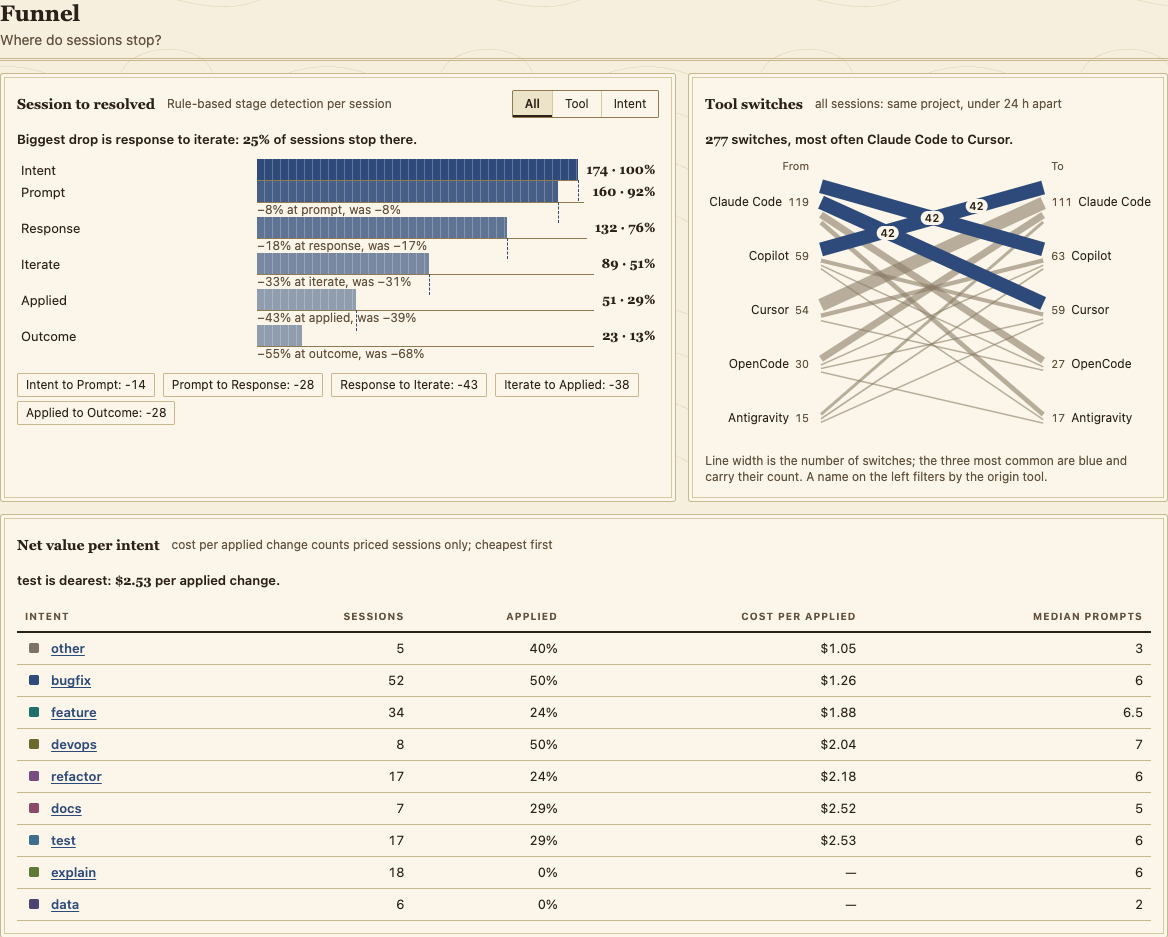 Funnel
Where do sessions stop?
Session to resolved Rule-based stage detection per session All Tool Intent
Biggest drop is response to iterate: 25% of sessions stop there.
Intent 174 · 100%
Prompt 160 · 92%
−8% at prompt, was −8%
Response 132 · 76%
−18% at response, was −17%
Iterate 89 · 51%
−33% at iterate, was −31%
Applied 51 · 29%
−43% at applied, was −39%
Outcome 23 · 13%
−55% at outcome, was −68%
Intent to Prompt: -14 Prompt to Response: -28 Response to Iterate: -43 Iterate to Applied: -38
Applied to Outcome: -28
Tool switches all sessions: same project, under 24 h apart
277 switches, most often Claude Code to Cursor.
From To
Claude Code 119 42 42 42 111 Claude Code
Copilot 59 63 Copilot
Cursor 54 59 Cursor
OpenCode 30 27 OpenCode
Antigravity 15 17 Antigravity
Line width is the number of switches; the three most common are blue and
carry their count. A name on the left filters by the origin tool.
Net value per intent cost per applied change counts priced sessions only; cheapest first
test is dearest: $2.53 per applied change.
INTENT SESSIONS APPLIED COST PER APPLIED MEDIAN PROMPTS
other 5 40% $1.05 3
bugfix 52 50% $1.26 6
feature 34 24% $1.88 6.5
devops 8 50% $2.04 7
refactor 17 24% $2.18 6
docs 7 29% $2.52 5
test 17 29% $2.53 6
explain 18 0% — 6
data 6 0% — 2